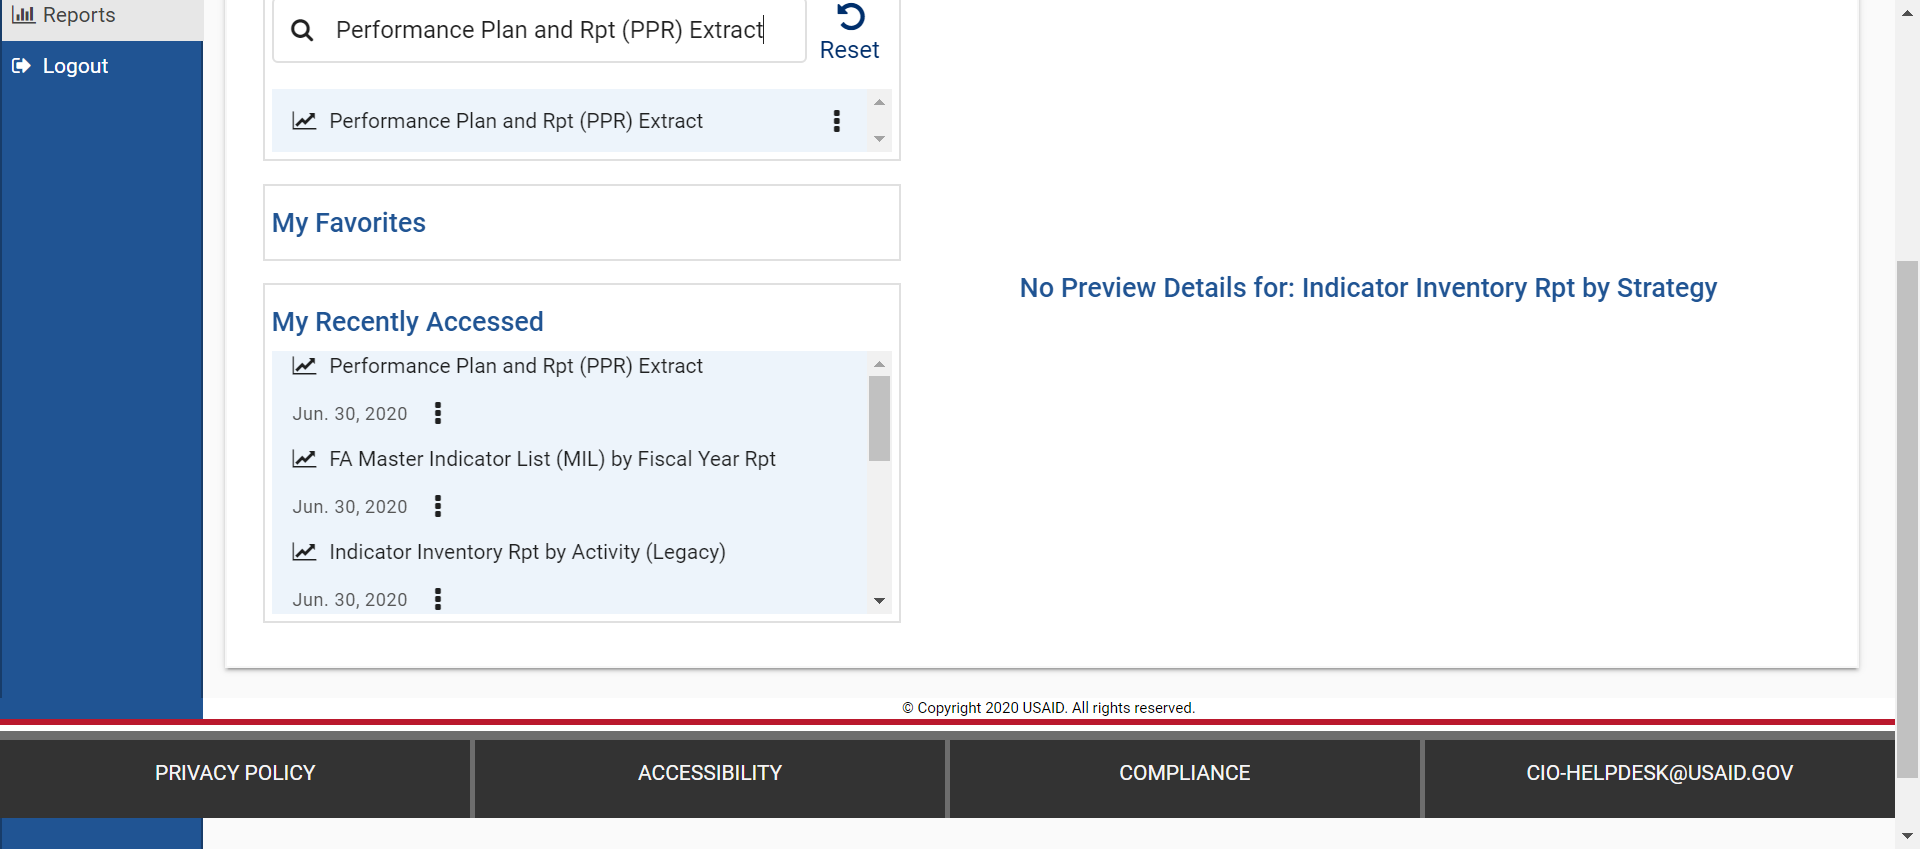 Reports
Logout
Performance Plan and Rpt (PPR) Extract
Reset
Performance Plan and Rpt (PPR) Extract
My Favorites
My Recently Accessed
Performance Plan and Rpt (PPR) Extract
Jun. 30, 2020
FA Master Indicator List (MIL) by Fiscal Year Rpt
Jun. 30, 2020
Indicator Inventory Rpt by Activity (Legacy)
Jun. 30, 2020
No Preview Details for: Indicator Inventory Rpt by Strategy
© Copyright 2020 USAID. All rights reserved.
PRIVACY POLICY
ACCESSIBILITY
COMPLIANCE
CIO-HELPDESK@USAID.GOV